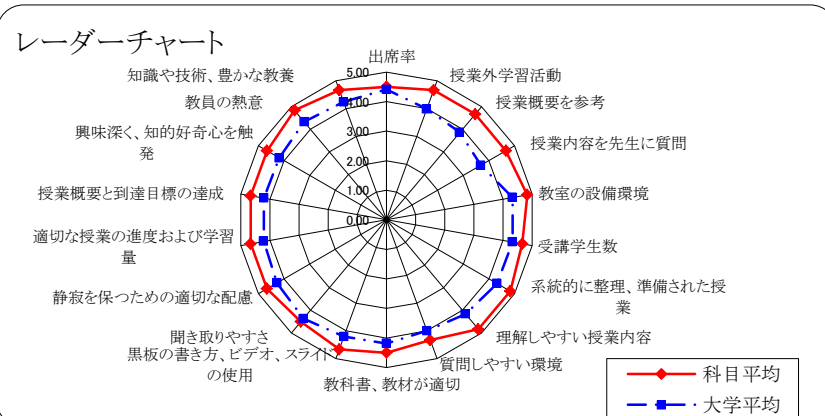 レーダーチャート
出席率
授業外学習活動
授業概要を参考
授業内容を先生に質問
教室の設備環境
受講学生数
系統的に整理、準備された授
業
理解しやすい授業内容
質問しやすい環境
教科書、教材が適切
黒板の書き方、ビデオ、スライド
の使用
聞き取りやすさ
静寂を保つための適切な配慮
適切な授業の進度および学習
量
授業概要と到達目標の達成
興味深く、知的好奇心を触
発
教員の熱意
知識や技術、豊かな教養
5.00
4.00
3.00
2.00
1.00
0.00
科目平均
大学平均